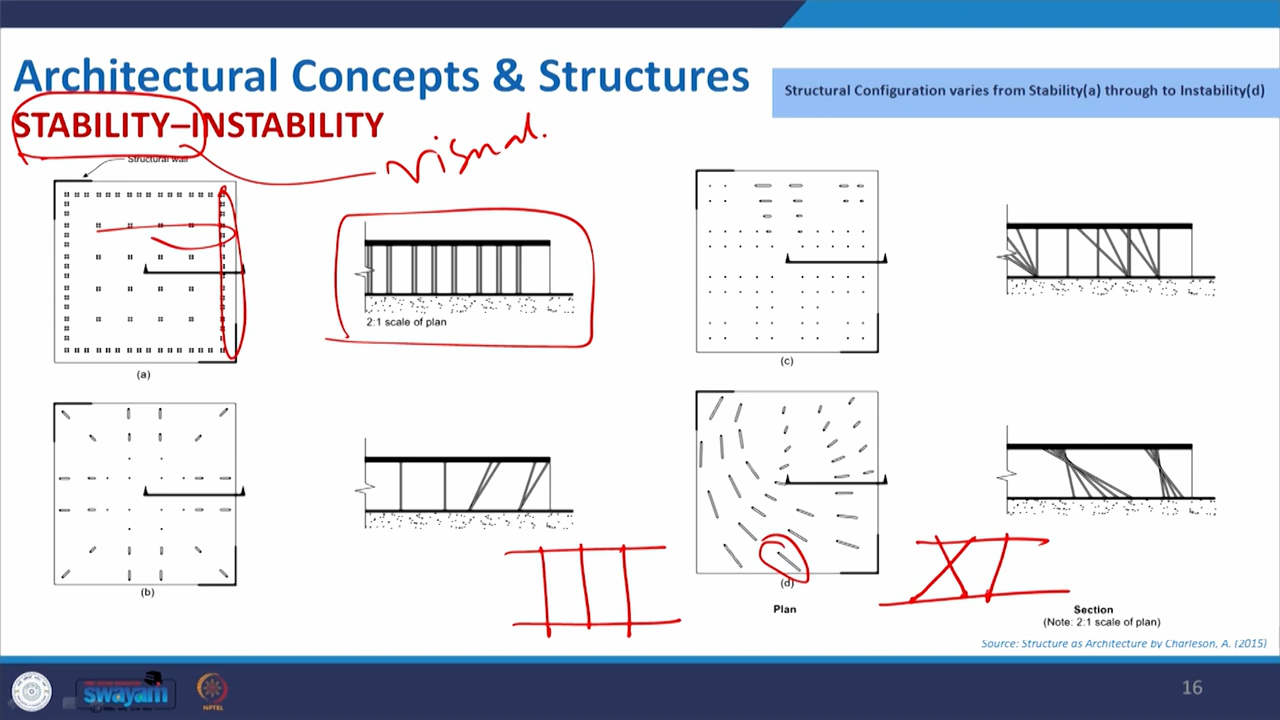 Architectural Concepts & Structures
Structural Configuration varies from Stability(a) through to Instability(d)
STABILITY–INSTABILITY
visual.
Structural wall
2:1 scale of plan
(a)
(c)
(b)
(d)
Plan
Section
(Note: 2:1 scale of plan)
Source: Structure as Architecture by Charleson, A. (2015)
swayam
NPTEL
16